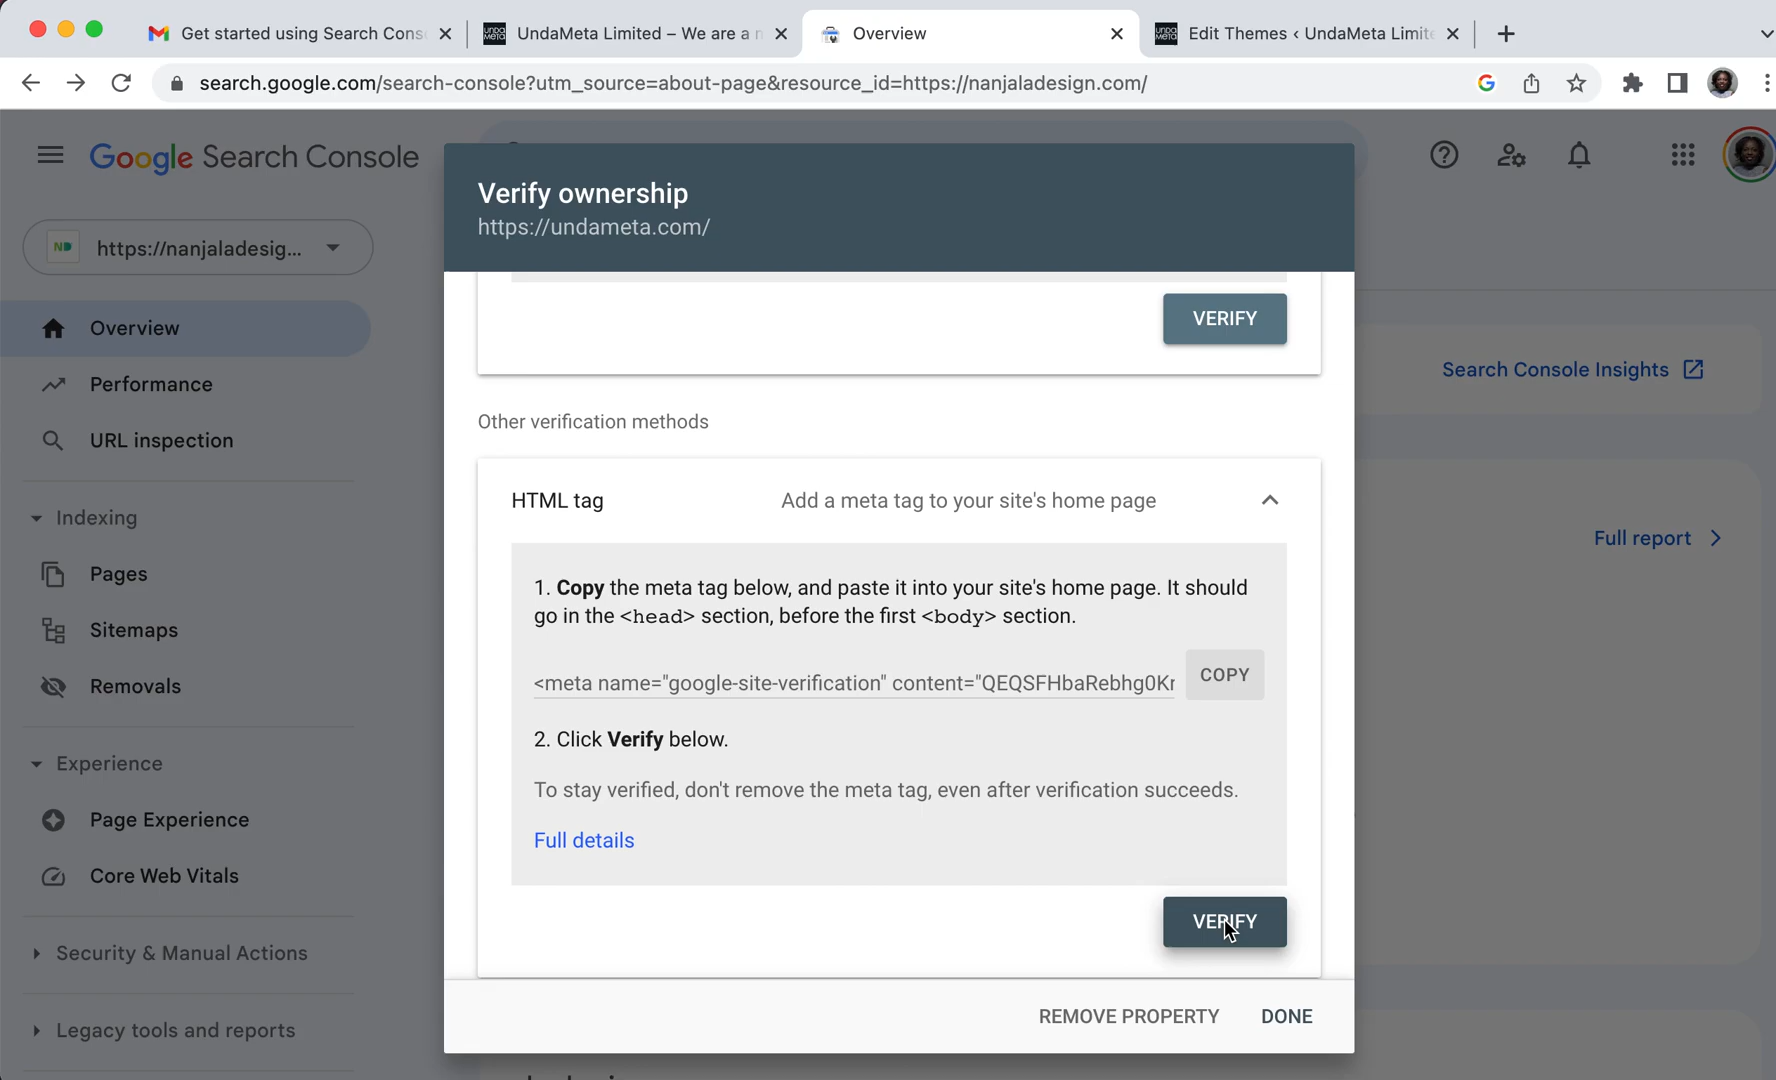 Get started using Search Cons
UndaMeta Limited – We are a
Overview
Edit Themes ‹ UndaMeta Limit
search.google.com/search-console?utm_source=about-page&resource_id=https://nanjaladesign.com/
Google Search Console
https://nanjaladesig...
ND
Overview
Performance
URL inspection
Indexing
Pages
Sitemaps
Removals
Experience
Page Experience
Core Web Vitals
Security & Manual Actions
Legacy tools and reports
Verify ownership
https://undameta.com/
VERIFY
Other verification methods
HTML tag
Add a meta tag to your site's home page
1. Copy the meta tag below, and paste it into your site's home page. It should
go in the <head> section, before the first <body> section.
<meta name="google-site-verification" content="QEQSFHbaRebhg0Kr
COPY
2. Click Verify below.
To stay verified, don't remove the meta tag, even after verification succeeds.
Full details
VERIFY
REMOVE PROPERTY
DONE
Search Console Insights
Full report